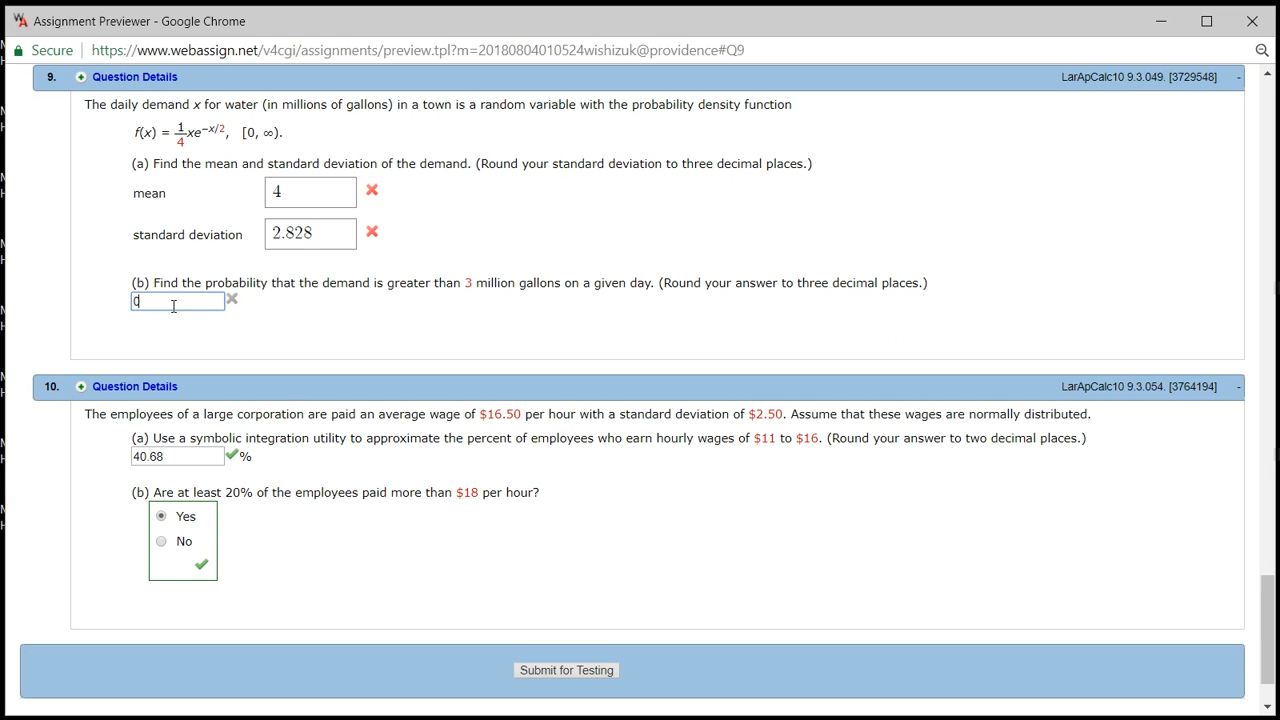 Assignment Previewer - Google Chrome
Secure https://www.webassign.net/v4cgi/assignments/preview.tpl?m=20180804010524wishizuk@providence#Q9
9. Question Details LarApCalc10 9.3.049. [3729548] -
The daily demand x for water (in millions of gallons) in a town is a random variable with the probability density function
f(x) = 1/4 xe^−x/2, [0, ∞).
(a) Find the mean and standard deviation of the demand. (Round your standard deviation to three decimal places.)
mean 4
standard deviation 2.828
(b) Find the probability that the demand is greater than 3 million gallons on a given day. (Round your answer to three decimal places.)
0
10. Question Details LarApCalc10 9.3.054. [3764194] -
The employees of a large corporation are paid an average wage of $16.50 per hour with a standard deviation of $2.50. Assume that these wages are normally distributed.
(a) Use a symbolic integration utility to approximate the percent of employees who earn hourly wages of $11 to $16. (Round your answer to two decimal places.)
40.68 %
(b) Are at least 20% of the employees paid more than $18 per hour?
Yes
No
Submit for Testing